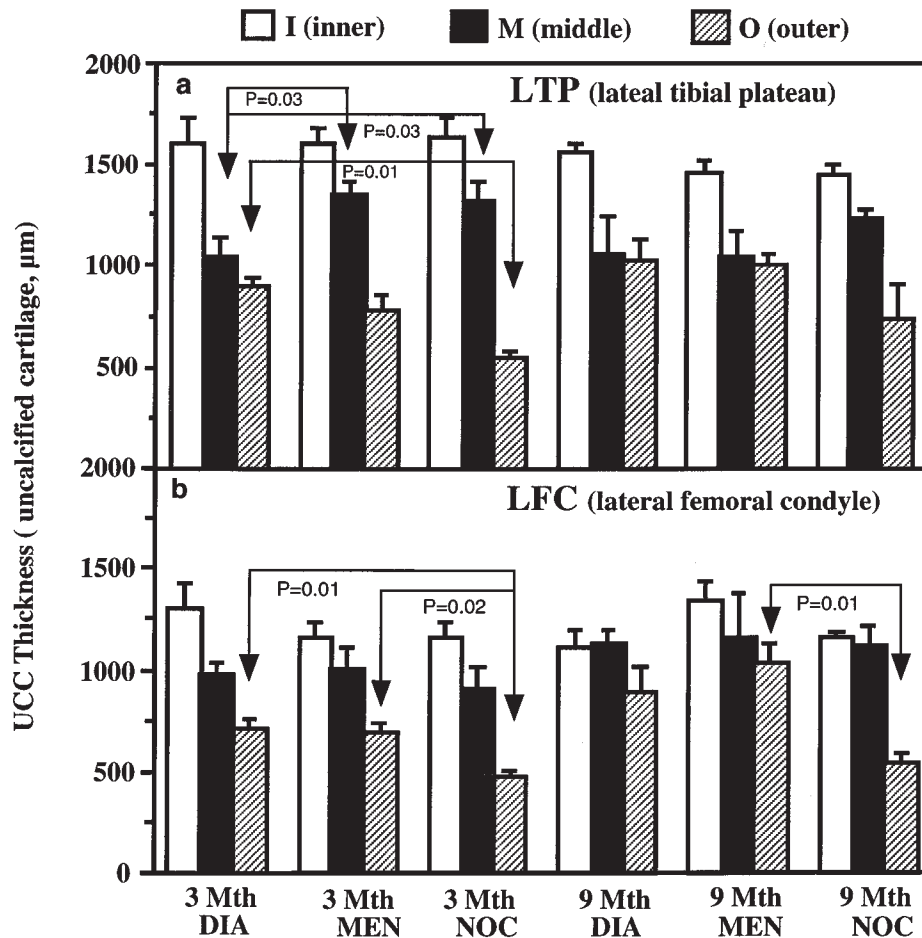 I (inner) M (middle) O (outer)
2000
a
LTP (lateal tibial plateau)
P=0.03
P=0.03
1500
P=0.01
1000
500
2000
b
LFC (lateral femoral condyle)
1500
P=0.01
P=0.02
P=0.01
1000
500
0
UCC Thickness ( uncalcified cartilage, µm)
3 Mth 3 Mth 3 Mth 9 Mth 9 Mth 9 Mth
DIA MEN NOC DIA MEN NOC